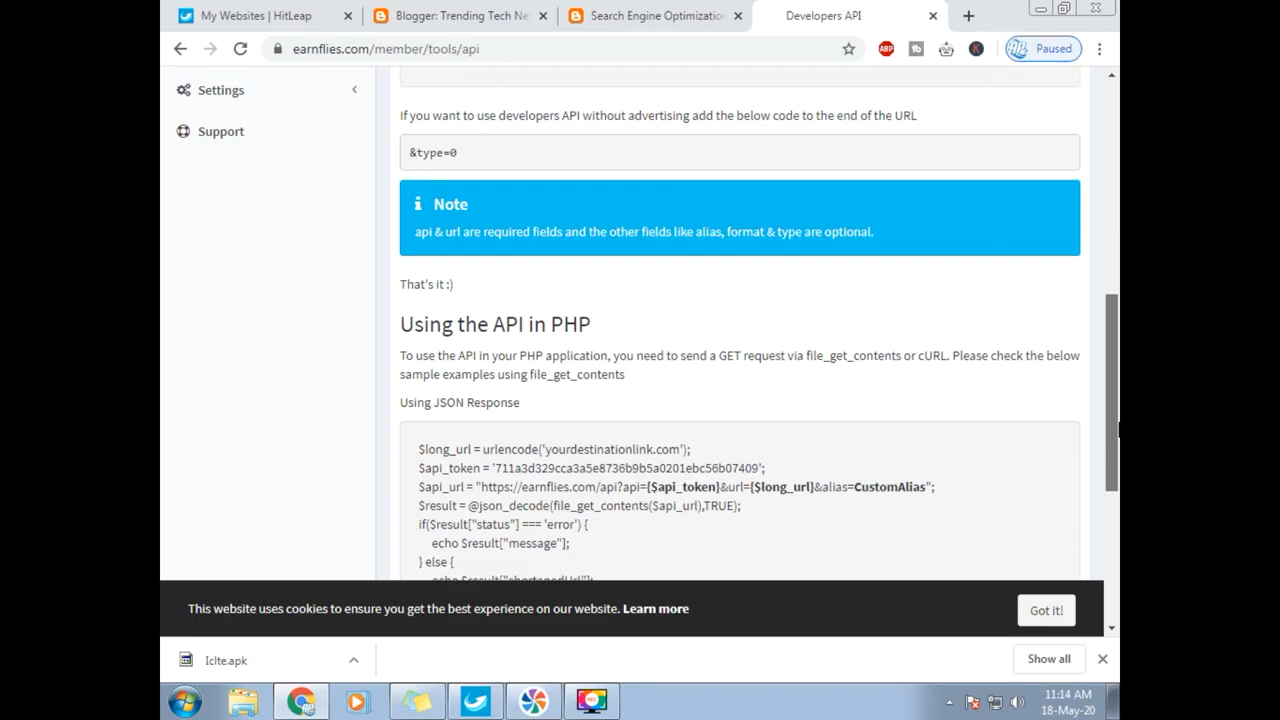 My Websites | HitLeap
Blogger: Trending Tech Ne
Search Engine Optimizatio
Developers API
earnflies.com/member/tools/api
ABP
Paused
Settings
Support
If you want to use developers API without advertising add the below code to the end of the URL
&type=0
Note
api & url are required fields and the other fields like alias, format & type are optional.
That's it :)
Using the API in PHP
To use the API in your PHP application, you need to send a GET request via file_get_contents or cURL. Please check the below
sample examples using file_get_contents
Using JSON Response
$long_url = urlencode('yourdestinationlink.com');
$api_token = '711a3d329cca3a5e8736b9b5a0201ebc56b07409';
$api_url = "https://earnflies.com/api?api={$api_token}&url={$long_url}&alias=CustomAlias";
$result = @json_decode(file_get_contents($api_url),TRUE);
if($result["status"] === 'error') {
echo $result["message"];
} else {
echo $result["shortenedUrl"];
This website uses cookies to ensure you get the best experience on our website. Learn more
Got it!
Iclte.apk
Show all
11:14 AM
18-May-20